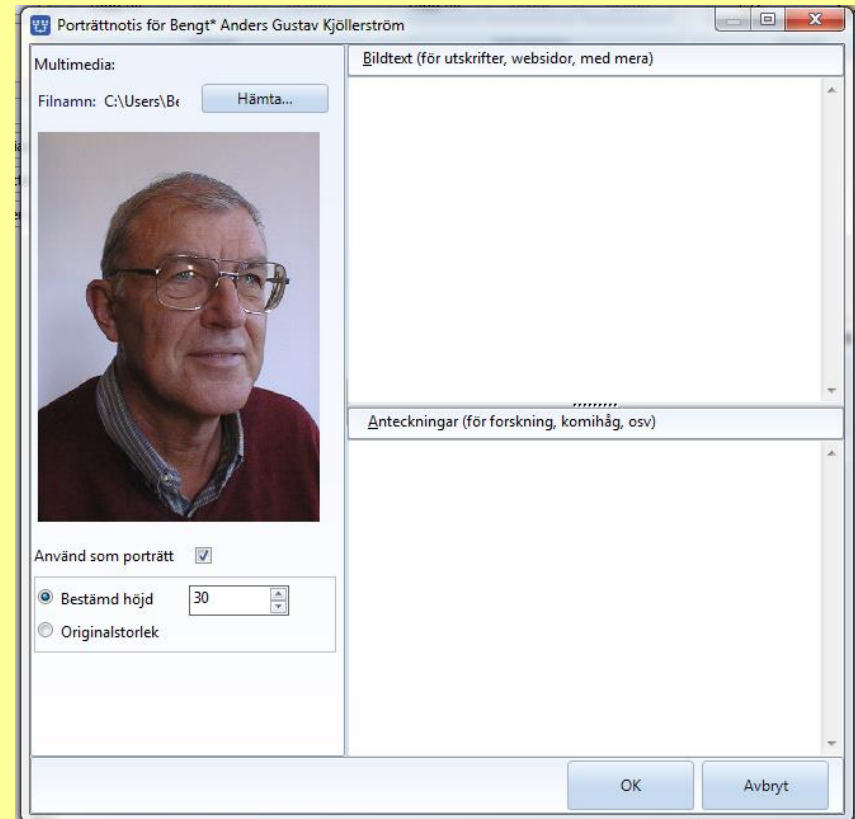 Porträttnotis för Bengt* Anders Gustav Kjöllerström
Multimedia:
Filnamn: C:\Users\Be
Hämta...
Använd som porträtt
Bestämd höjd 30
Originalstorlek
Bildtext (för utskrifter, websidor, med mera)
Anteckningar (för forskning, komihåg, osv)
OK Avbryt